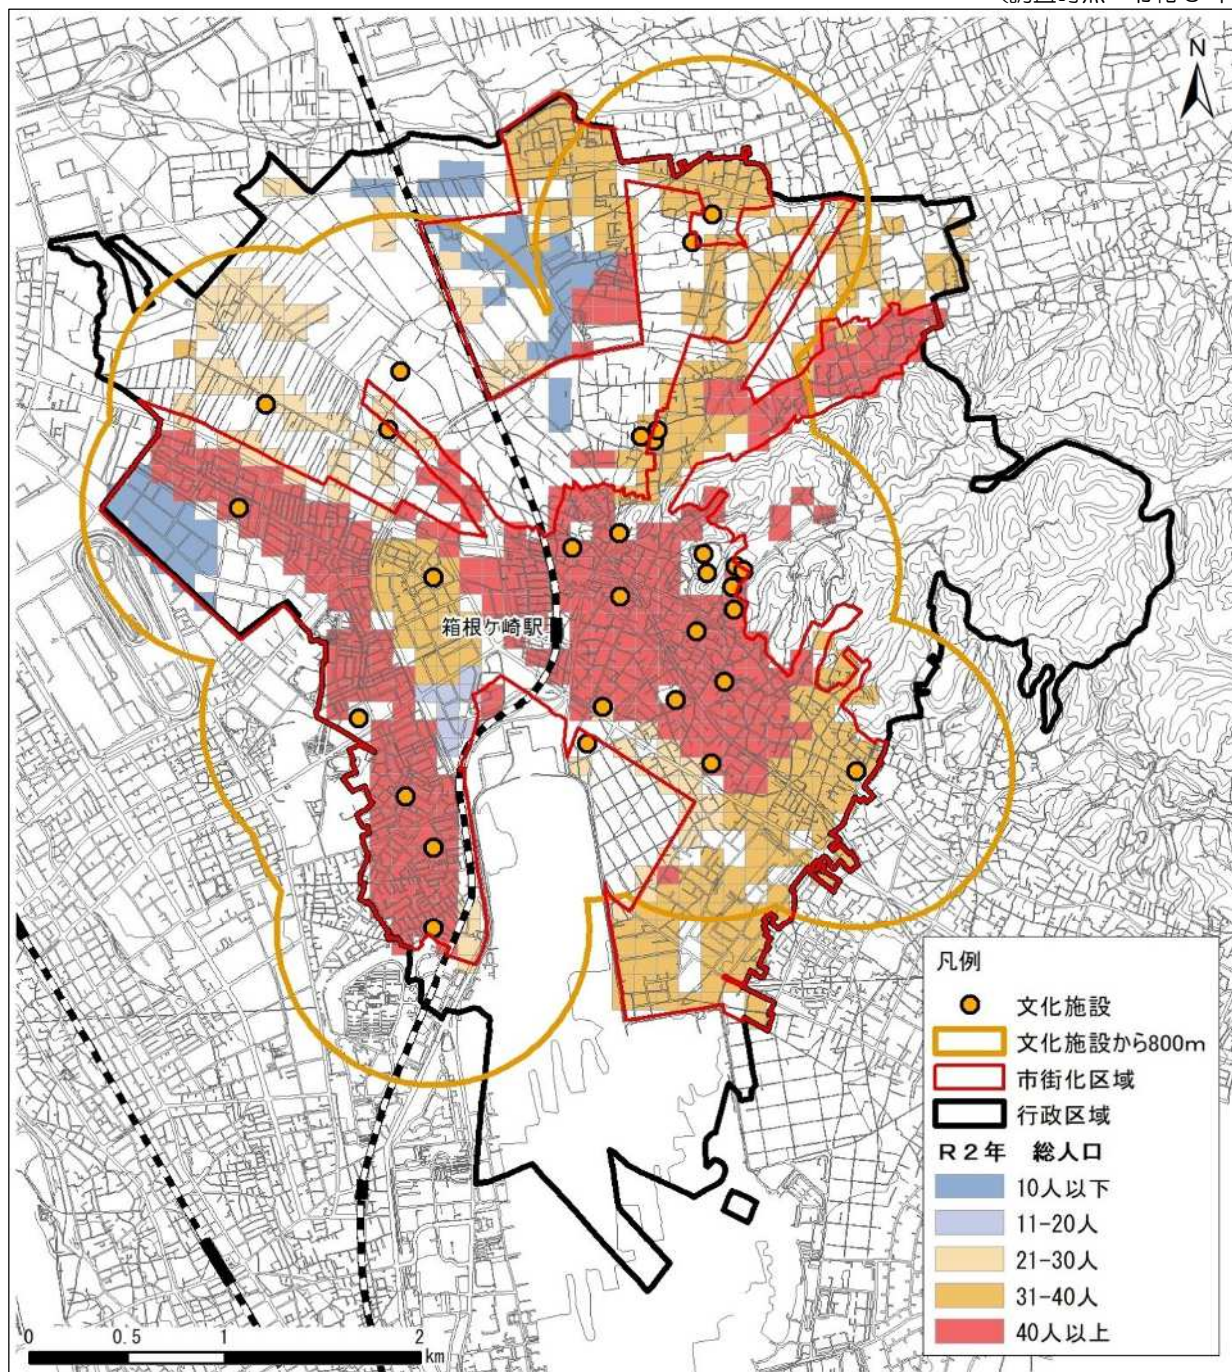 N
箱根ケ崎駅
凡例
文化施設
文化施設から800m
市街化区域
行政区域
R2年 総人口
10人以下
11-20人
21-30人
31-40人
40人以上
0 0.5 1 2
km